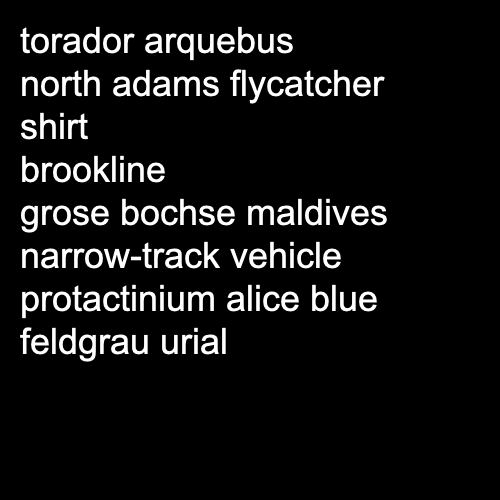 torador arquebus
north adams flycatcher
shirt
brookline
grose bochse maldives
narrow-track vehicle
protactinium alice blue
feldgrau urial